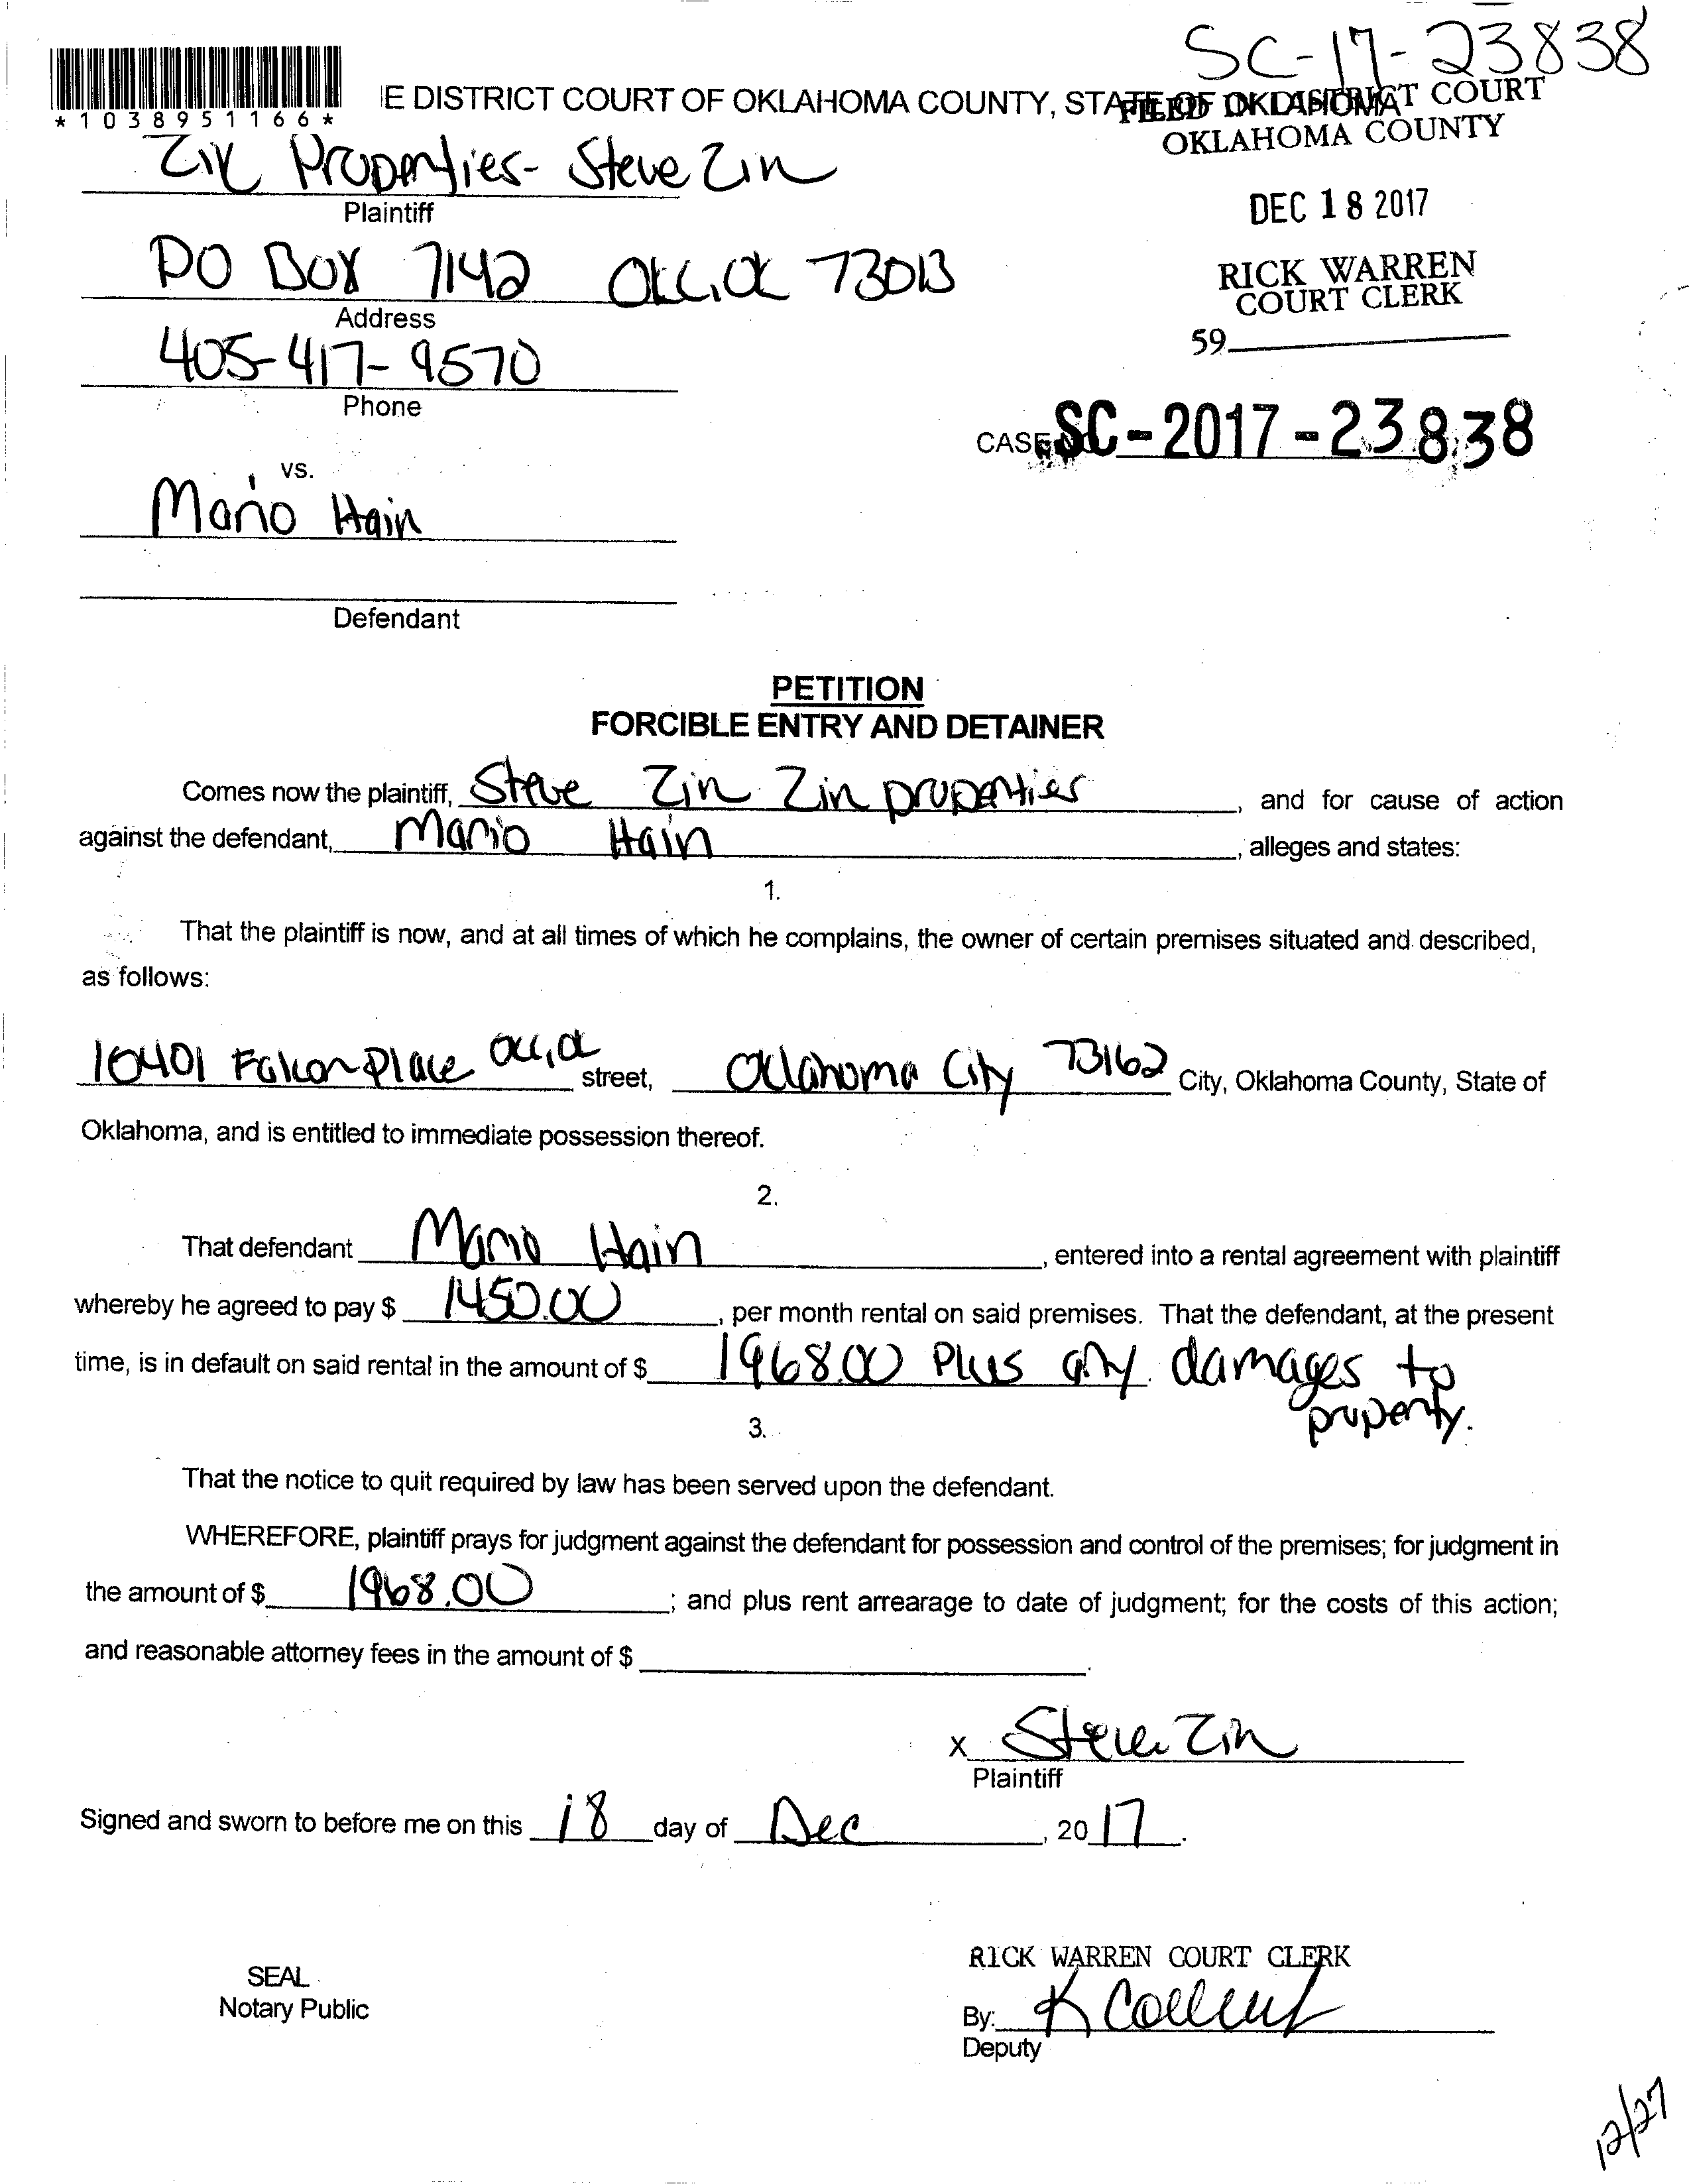 SC-17-23838
*1038951166*
E DISTRICT COURT OF OKLAHOMA COUNTY, STATE OF OKLAHOMA
FILED IN DISTRICT COURT
OKLAHOMA COUNTY
Zin Properties- Steve Zin
Plaintiff
DEC 18 2017
PO Box 7142 OKC, OK 73013
Address
RICK WARREN
COURT CLERK
405-417-9570
Phone
59
CASE NO. SC-2017-23838
vs.
Mario Hain
Defendant
PETITION
FORCIBLE ENTRY AND DETAINER
Comes now the plaintiff, Steve Zin Zin properties, and for cause of action
against the defendant, Mario Hain, alleges and states:
1.
That the plaintiff is now, and at all times of which he complains, the owner of certain premises situated and described,
as follows:
10401 Falcon Place OKC, OK street, Oklahoma City 73162 City, Oklahoma County, State of
Oklahoma, and is entitled to immediate possession thereof.
2.
That defendant Mario Hain, entered into a rental agreement with plaintiff
whereby he agreed to pay $ 1450.00, per month rental on said premises. That the defendant, at the present
time, is in default on said rental in the amount of $ 1968.00 Plus any damages to
property.
3.
That the notice to quit required by law has been served upon the defendant.
WHEREFORE, plaintiff prays for judgment against the defendant for possession and control of the premises; for judgment in
the amount of $ 1968.00; and plus rent arrearage to date of judgment; for the costs of this action;
and reasonable attorney fees in the amount of $
x Steve Zin
Plaintiff
Signed and sworn to before me on this 18 day of Dec, 2017.
SEAL
Notary Public
RICK WARREN COURT CLERK
By: K
Deputy
12/27